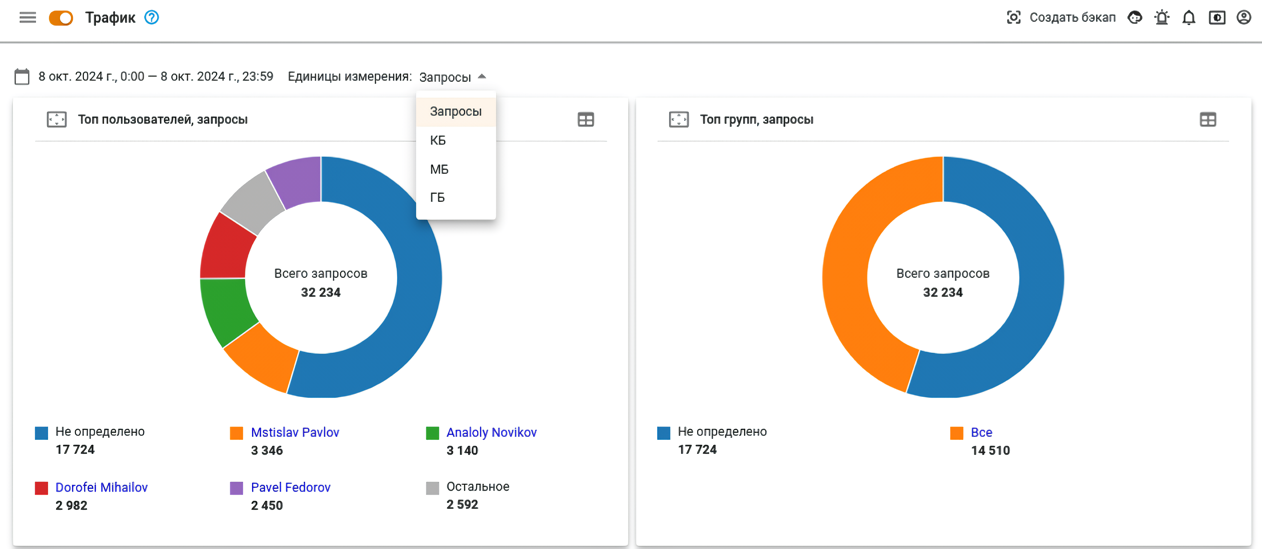 Трафик
Создать бэкап
8 окт. 2024 г., 0:00 — 8 окт. 2024 г., 23:59 Единицы измерения: Запросы
Запросы
КБ
МБ
ГБ
Топ пользователей, запросы
Всего запросов
32 234
Не определено
17 724
Mstislav Pavlov
3 346
Analoly Novikov
3 140
Dorofei Mihailov
2 982
Pavel Fedorov
2 450
Остальное
2 592
Топ групп, запросы
Всего запросов
32 234
Не определено
17 724
Все
14 510